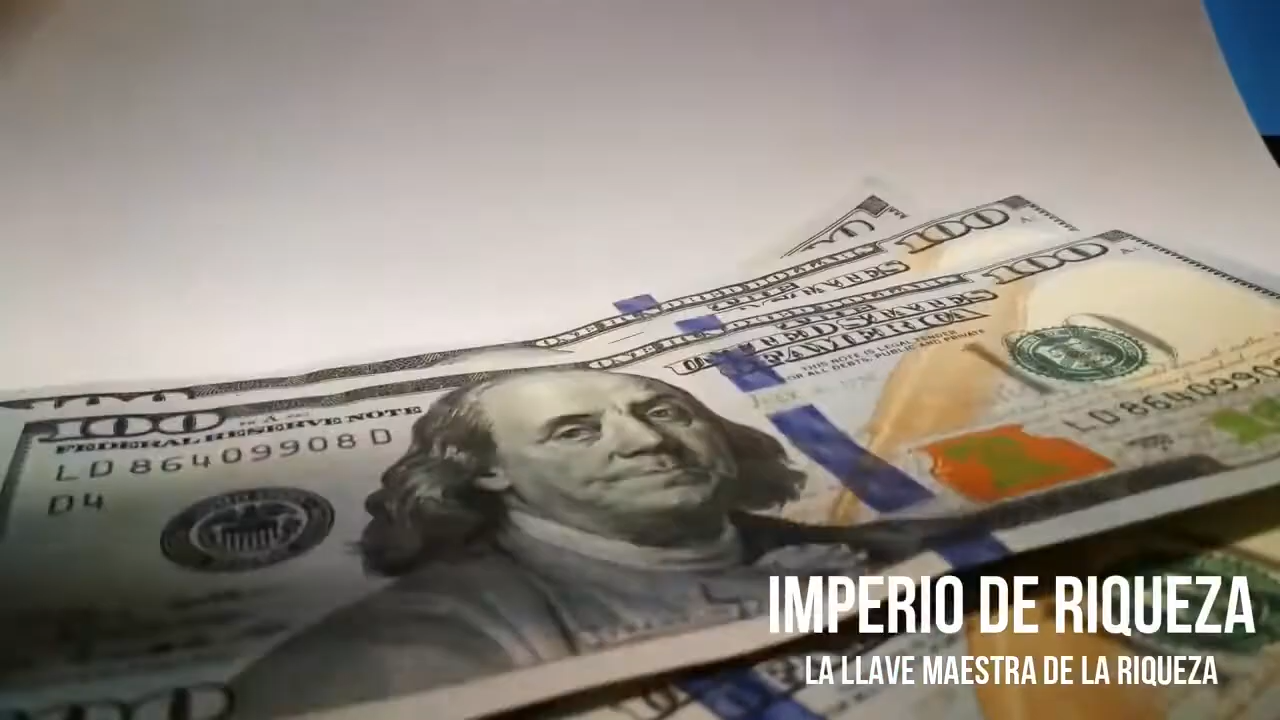 100
FEDERAL RESERVE NOTE
LD 86409908 D
D4
100
UNITED STATES
OF AMERICA
THIS NOTE IS LEGAL TENDER
FOR ALL DEBTS, PUBLIC AND PRIVATE
100
IMPERIO DE RIQUEZA
LA LLAVE MAESTRA DE LA RIQUEZA